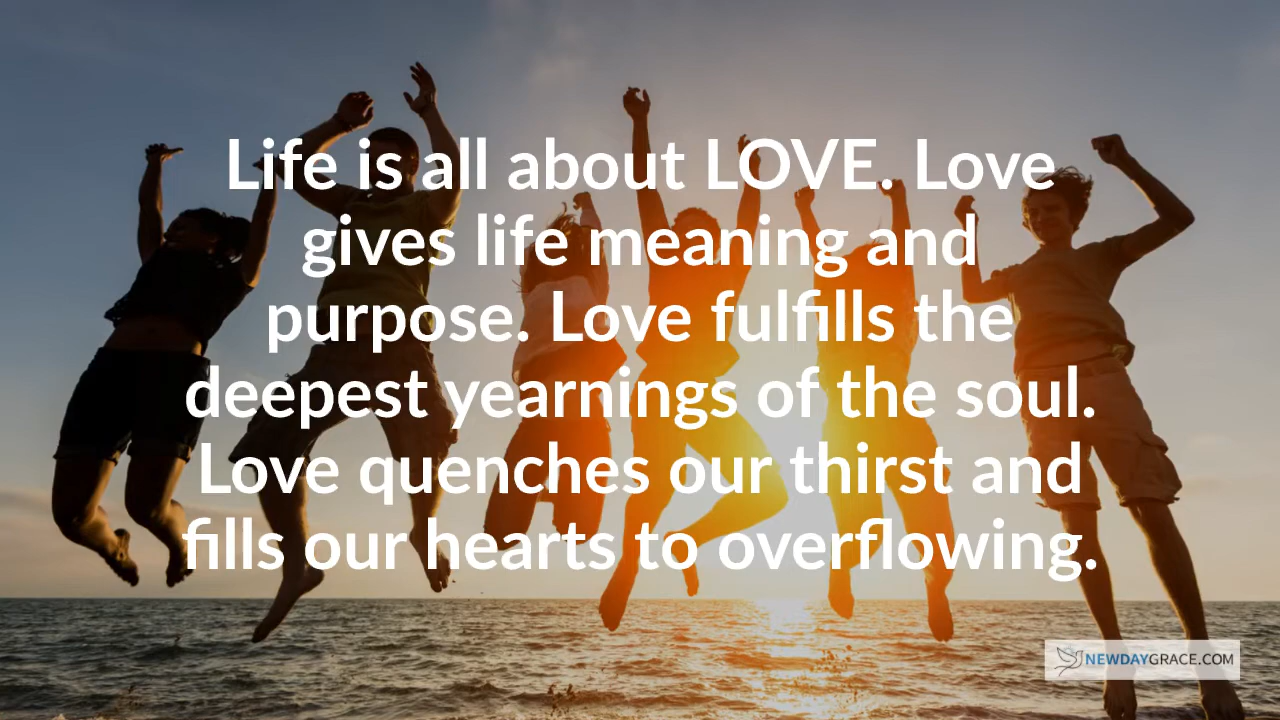 Life is all about LOVE. Love
gives life meaning and
purpose. Love fulfills the
deepest yearnings of the soul.
Love quenches our thirst and
fills our hearts to overflowing.
NEWDAYGRACE.COM